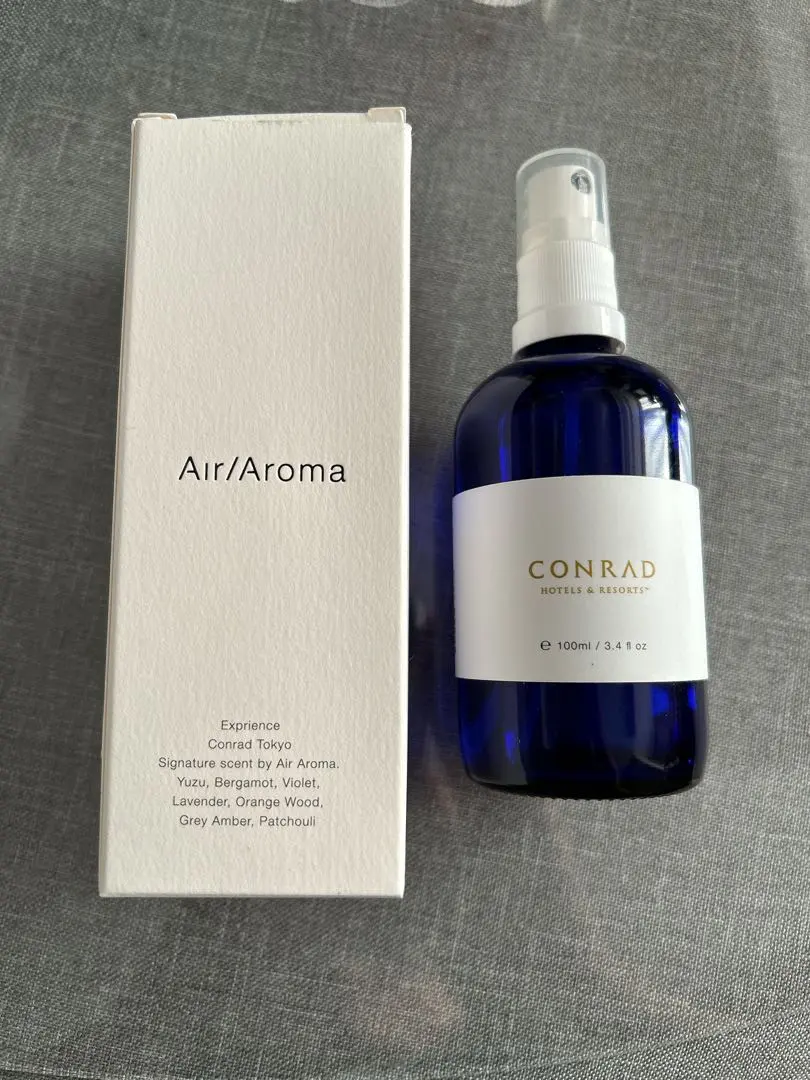 Air/Aroma
Exprience
Conrad Tokyo
Signature scent by Air Aroma.
Yuzu, Bergamot, Violet,
Lavender, Orange Wood,
Grey Amber, Patchouli
CONRAD
HOTELS & RESORTS™
℮ 100ml / 3.4 fl oz